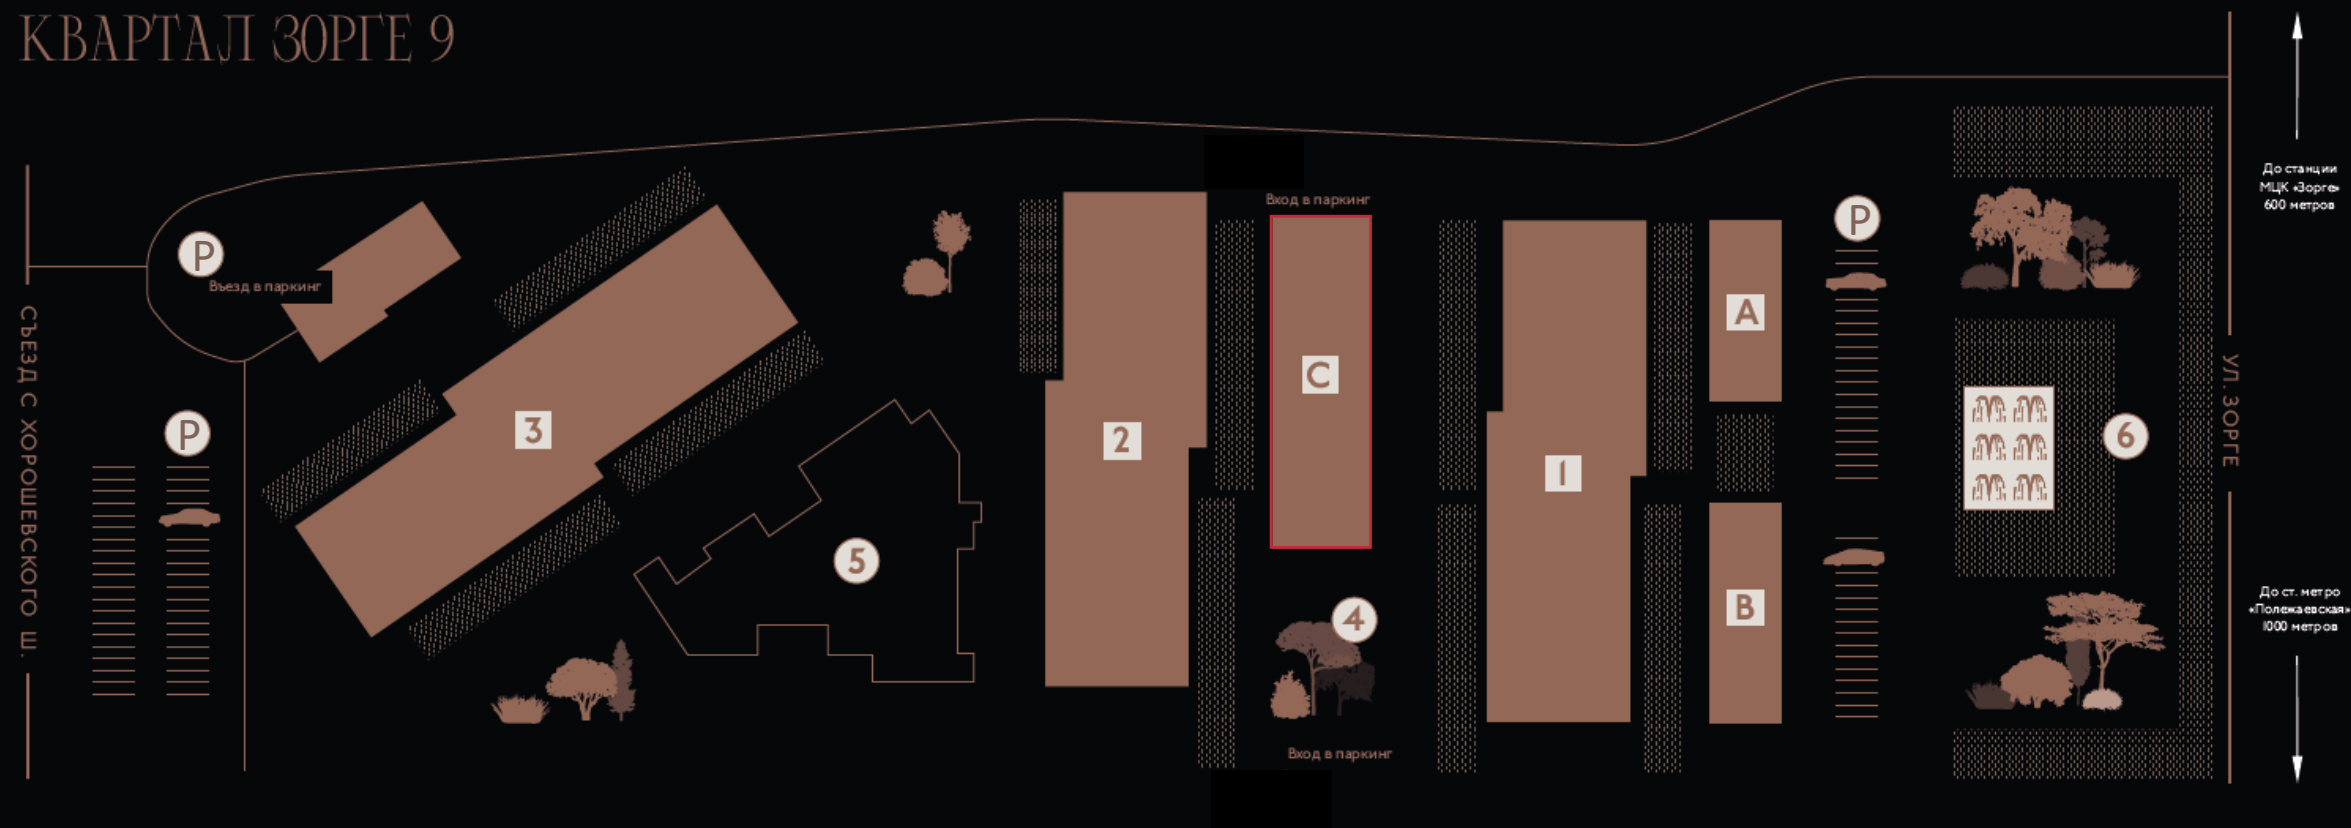 КВАРТАЛ ЗОРГЕ 9
До станции
МЦК «Зорге»
600 метров
Вход в паркинг
P
P
Въезд в паркинг
A
C
СЪЕЗД С ХОРОШЕВСКОГО Ш.
P
3
2
1
6
УЛ. ЗОРГЕ
5
4
B
До ст. метро
«Полежаевская»
1000 метров
Вход в паркинг